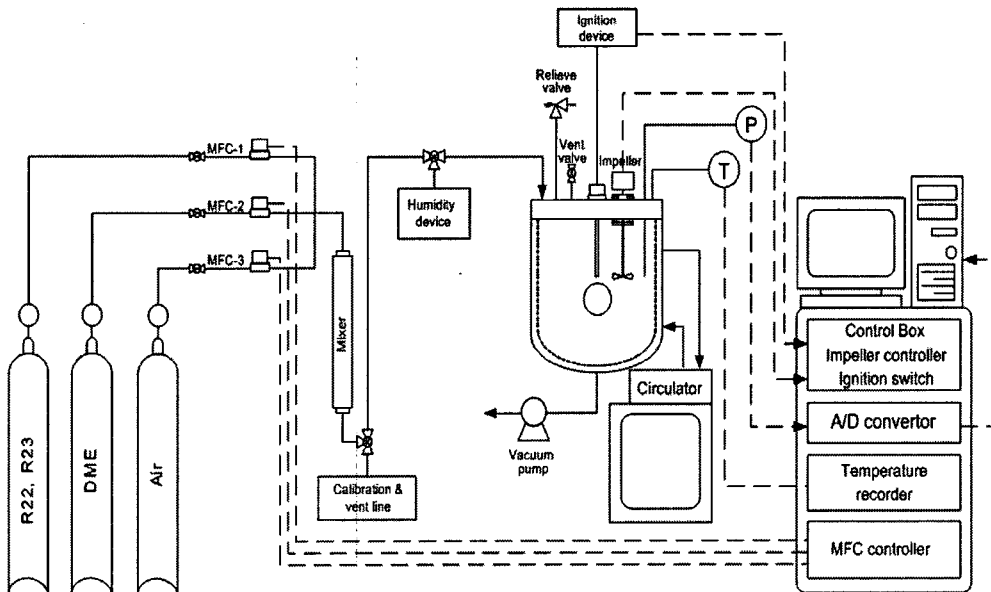 Ignition
device
Relieve
valve
Vent
valve
Impeller
P
T
MFC-1
MFC-2
MFC-3
Humidity
device
Mixer
Calibration &
vent line
Vacuum
pump
Circulator
R22, R23
DME
Air
Control Box
Impeller controller
Ignition switch
A/D convertor
Temperature
recorder
MFC controller